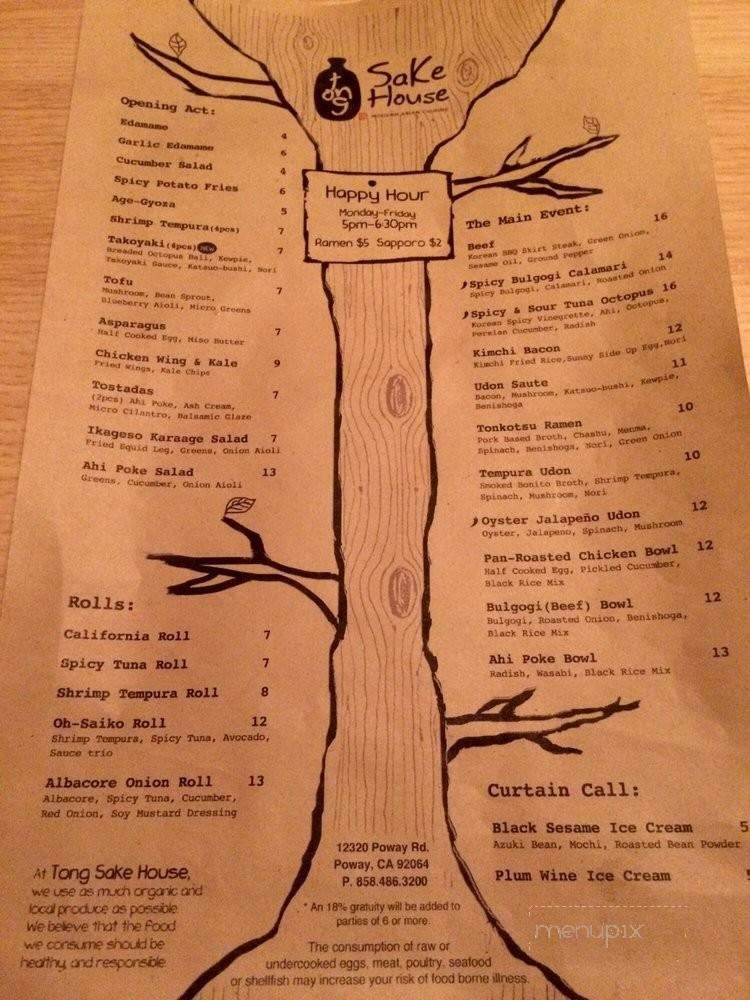 tong
Sake
House
MODERN ASIAN CUISINE
Happy Hour
Monday-Friday
5pm-6:30pm
Ramen $5 Sapporo $2
Opening Act:
Edamame 4
Garlic Edamame 6
Cucumber Salad 4
Spicy Potato Fries 6
Age-Gyoza 5
Shrimp Tempura(4pcs) 7
Takoyaki(4pcs) NEW 7
Breaded Octopus Ball, Kewpie,
Takoyaki Sauce, Katsuo-bushi, Nori
Tofu 7
Mushroom, Bean Sprout,
Blueberry Aioli, Micro Greens
Asparagus 7
Half Cooked Egg, Miso Butter
Chicken Wing & Kale 9
Fried Wings, Kale Chips
Tostadas 7
(2pcs) Ahi Poke, Ash Cream,
Micro Cilantro, Balsamic Glaze
Ikageso Karaage Salad 7
Fried Squid Leg, Greens, Onion Aioli
Ahi Poke Salad 13
Greens, Cucumber, Onion Aioli
Rolls:
California Roll 7
Spicy Tuna Roll 7
Shrimp Tempura Roll 8
Oh-Saiko Roll 12
Shrimp Tempura, Spicy Tuna, Avocado,
Sauce trio
Albacore Onion Roll 13
Albacore, Spicy Tuna, Cucumber,
Red Onion, Soy Mustard Dressing
At Tong Sake House,
we use as much organic and
local produce as possible.
We believe that the food
we consume should be
healthy, and responsible.
The Main Event:
Beef 16
Korean BBQ Skirt Steak, Green Onion,
Sesame Oil, Ground Pepper
Spicy Bulgogi Calamari 14
Spicy Bulgogi, Calamari, Roasted Onion
Spicy & Sour Tuna Octopus 16
Korean Spicy Vinegrette, Ahi, Octopus,
Persian Cucumber, Radish
Kimchi Bacon 12
Kimchi Fried Rice,Sunny Side Up Egg,Nori
Udon Saute 11
Bacon, Mushroom, Katsuo-bushi, Kewpie,
Benishoga
Tonkotsu Ramen 10
Pork Based Broth, Chashu, Menma,
Spinach, Benishoga, Nori, Green Onion
Tempura Udon 10
Smoked Bonito Broth, Shrimp Tempura,
Spinach, Mushroom, Nori
Oyster Jalapeño Udon 12
Oyster, Jalapeno, Spinach, Mushroom
Pan-Roasted Chicken Bowl 12
Half Cooked Egg, Pickled Cucumber,
Black Rice Mix
Bulgogi(Beef) Bowl 12
Bulgogi, Roasted Onion, Benishoga,
Black Rice Mix
Ahi Poke Bowl 13
Radish, Wasabi, Black Rice Mix
Curtain Call:
Black Sesame Ice Cream 5
Azuki Bean, Mochi, Roasted Bean Powder
Plum Wine Ice Cream
12320 Poway Rd.
Poway, CA 92064
P. 858.486.3200
* An 18% gratuity will be added to
parties of 6 or more.
The consumption of raw or
undercooked eggs, meat, poultry, seafood
or shellfish may increase your risk of food borne illness.
menupix